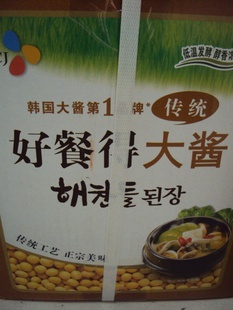 CJ
低温发酵 醇香浓
韩国大酱第1 牌*
传统
好餐得大酱
해찬들 된장
传统工艺 正宗美味